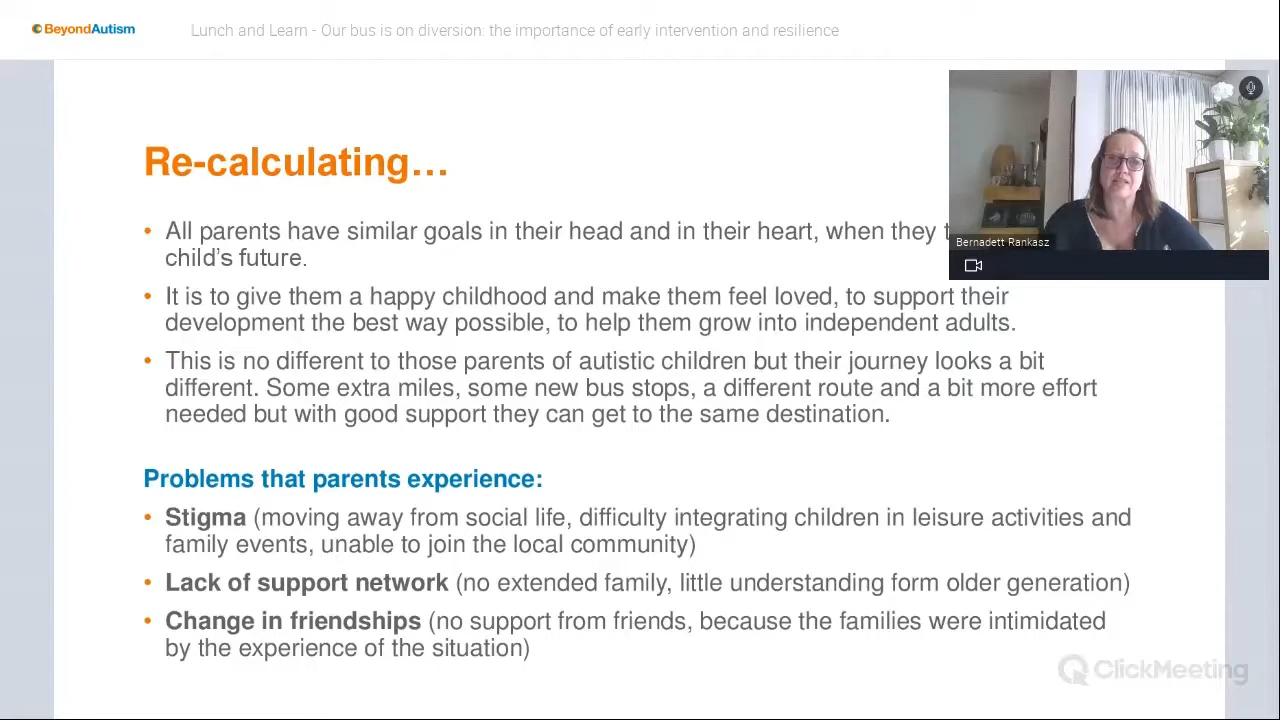 BeyondAutism
Lunch and Learn - Our bus is on diversion: the importance of early intervention and resilience
Re-calculating…
• All parents have similar goals in their head and in their heart, when they
child's future.
• It is to give them a happy childhood and make them feel loved, to support their
development the best way possible, to help them grow into independent adults.
• This is no different to those parents of autistic children but their journey looks a bit
different. Some extra miles, some new bus stops, a different route and a bit more effort
needed but with good support they can get to the same destination.
Problems that parents experience:
• Stigma (moving away from social life, difficulty integrating children in leisure activities and
family events, unable to join the local community)
• Lack of support network (no extended family, little understanding form older generation)
• Change in friendships (no support from friends, because the families were intimidated
by the experience of the situation)
Bernadett Rankasz
ClickMeeting